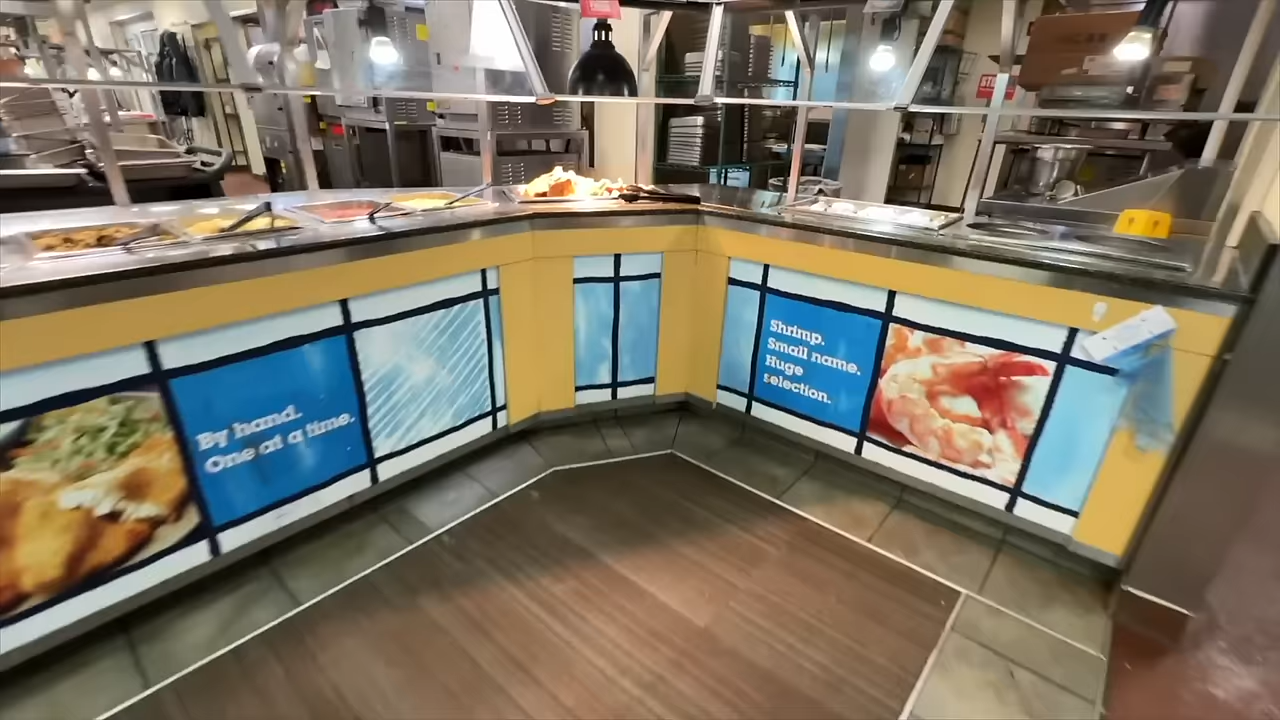 By hand.
One at a time.
Shrimp.
Small name.
Huge
selection.